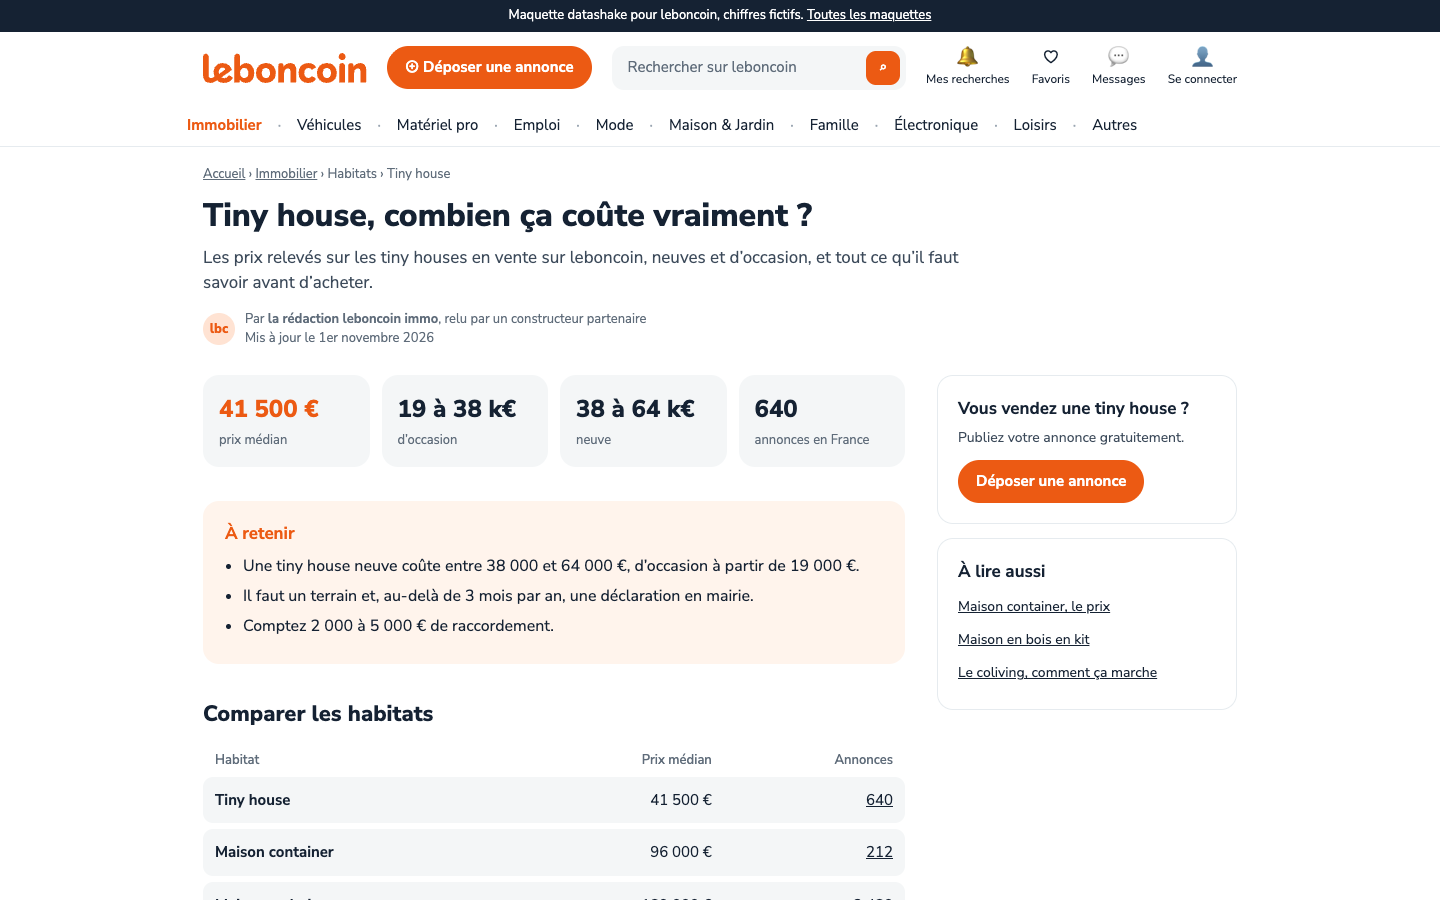 Maquette datashake pour leboncoin, chiffres fictifs. Toutes les maquettes
leboncoin
Déposer une annonce
Rechercher sur leboncoin
Mes recherches
Favoris
Messages
Se connecter
Immobilier · Véhicules · Matériel pro · Emploi · Mode · Maison & Jardin · Famille · Électronique · Loisirs · Autres
Accueil › Immobilier › Habitats › Tiny house
Tiny house, combien ça coûte vraiment ?
Les prix relevés sur les tiny houses en vente sur leboncoin, neuves et d'occasion, et tout ce qu'il faut
savoir avant d'acheter.
lbc
Par la rédaction leboncoin immo, relu par un constructeur partenaire
Mis à jour le 1er novembre 2026
41 500 €
prix médian
19 à 38 k€
d'occasion
38 à 64 k€
neuve
640
annonces en France
À retenir
• Une tiny house neuve coûte entre 38 000 et 64 000 €, d'occasion à partir de 19 000 €.
• Il faut un terrain et, au-delà de 3 mois par an, une déclaration en mairie.
• Comptez 2 000 à 5 000 € de raccordement.
Comparer les habitats
Habitat Prix médian Annonces
Tiny house 41 500 € 640
Maison container 96 000 € 212
Vous vendez une tiny house ?
Publiez votre annonce gratuitement.
Déposer une annonce
À lire aussi
Maison container, le prix
Maison en bois en kit
Le coliving, comment ça marche